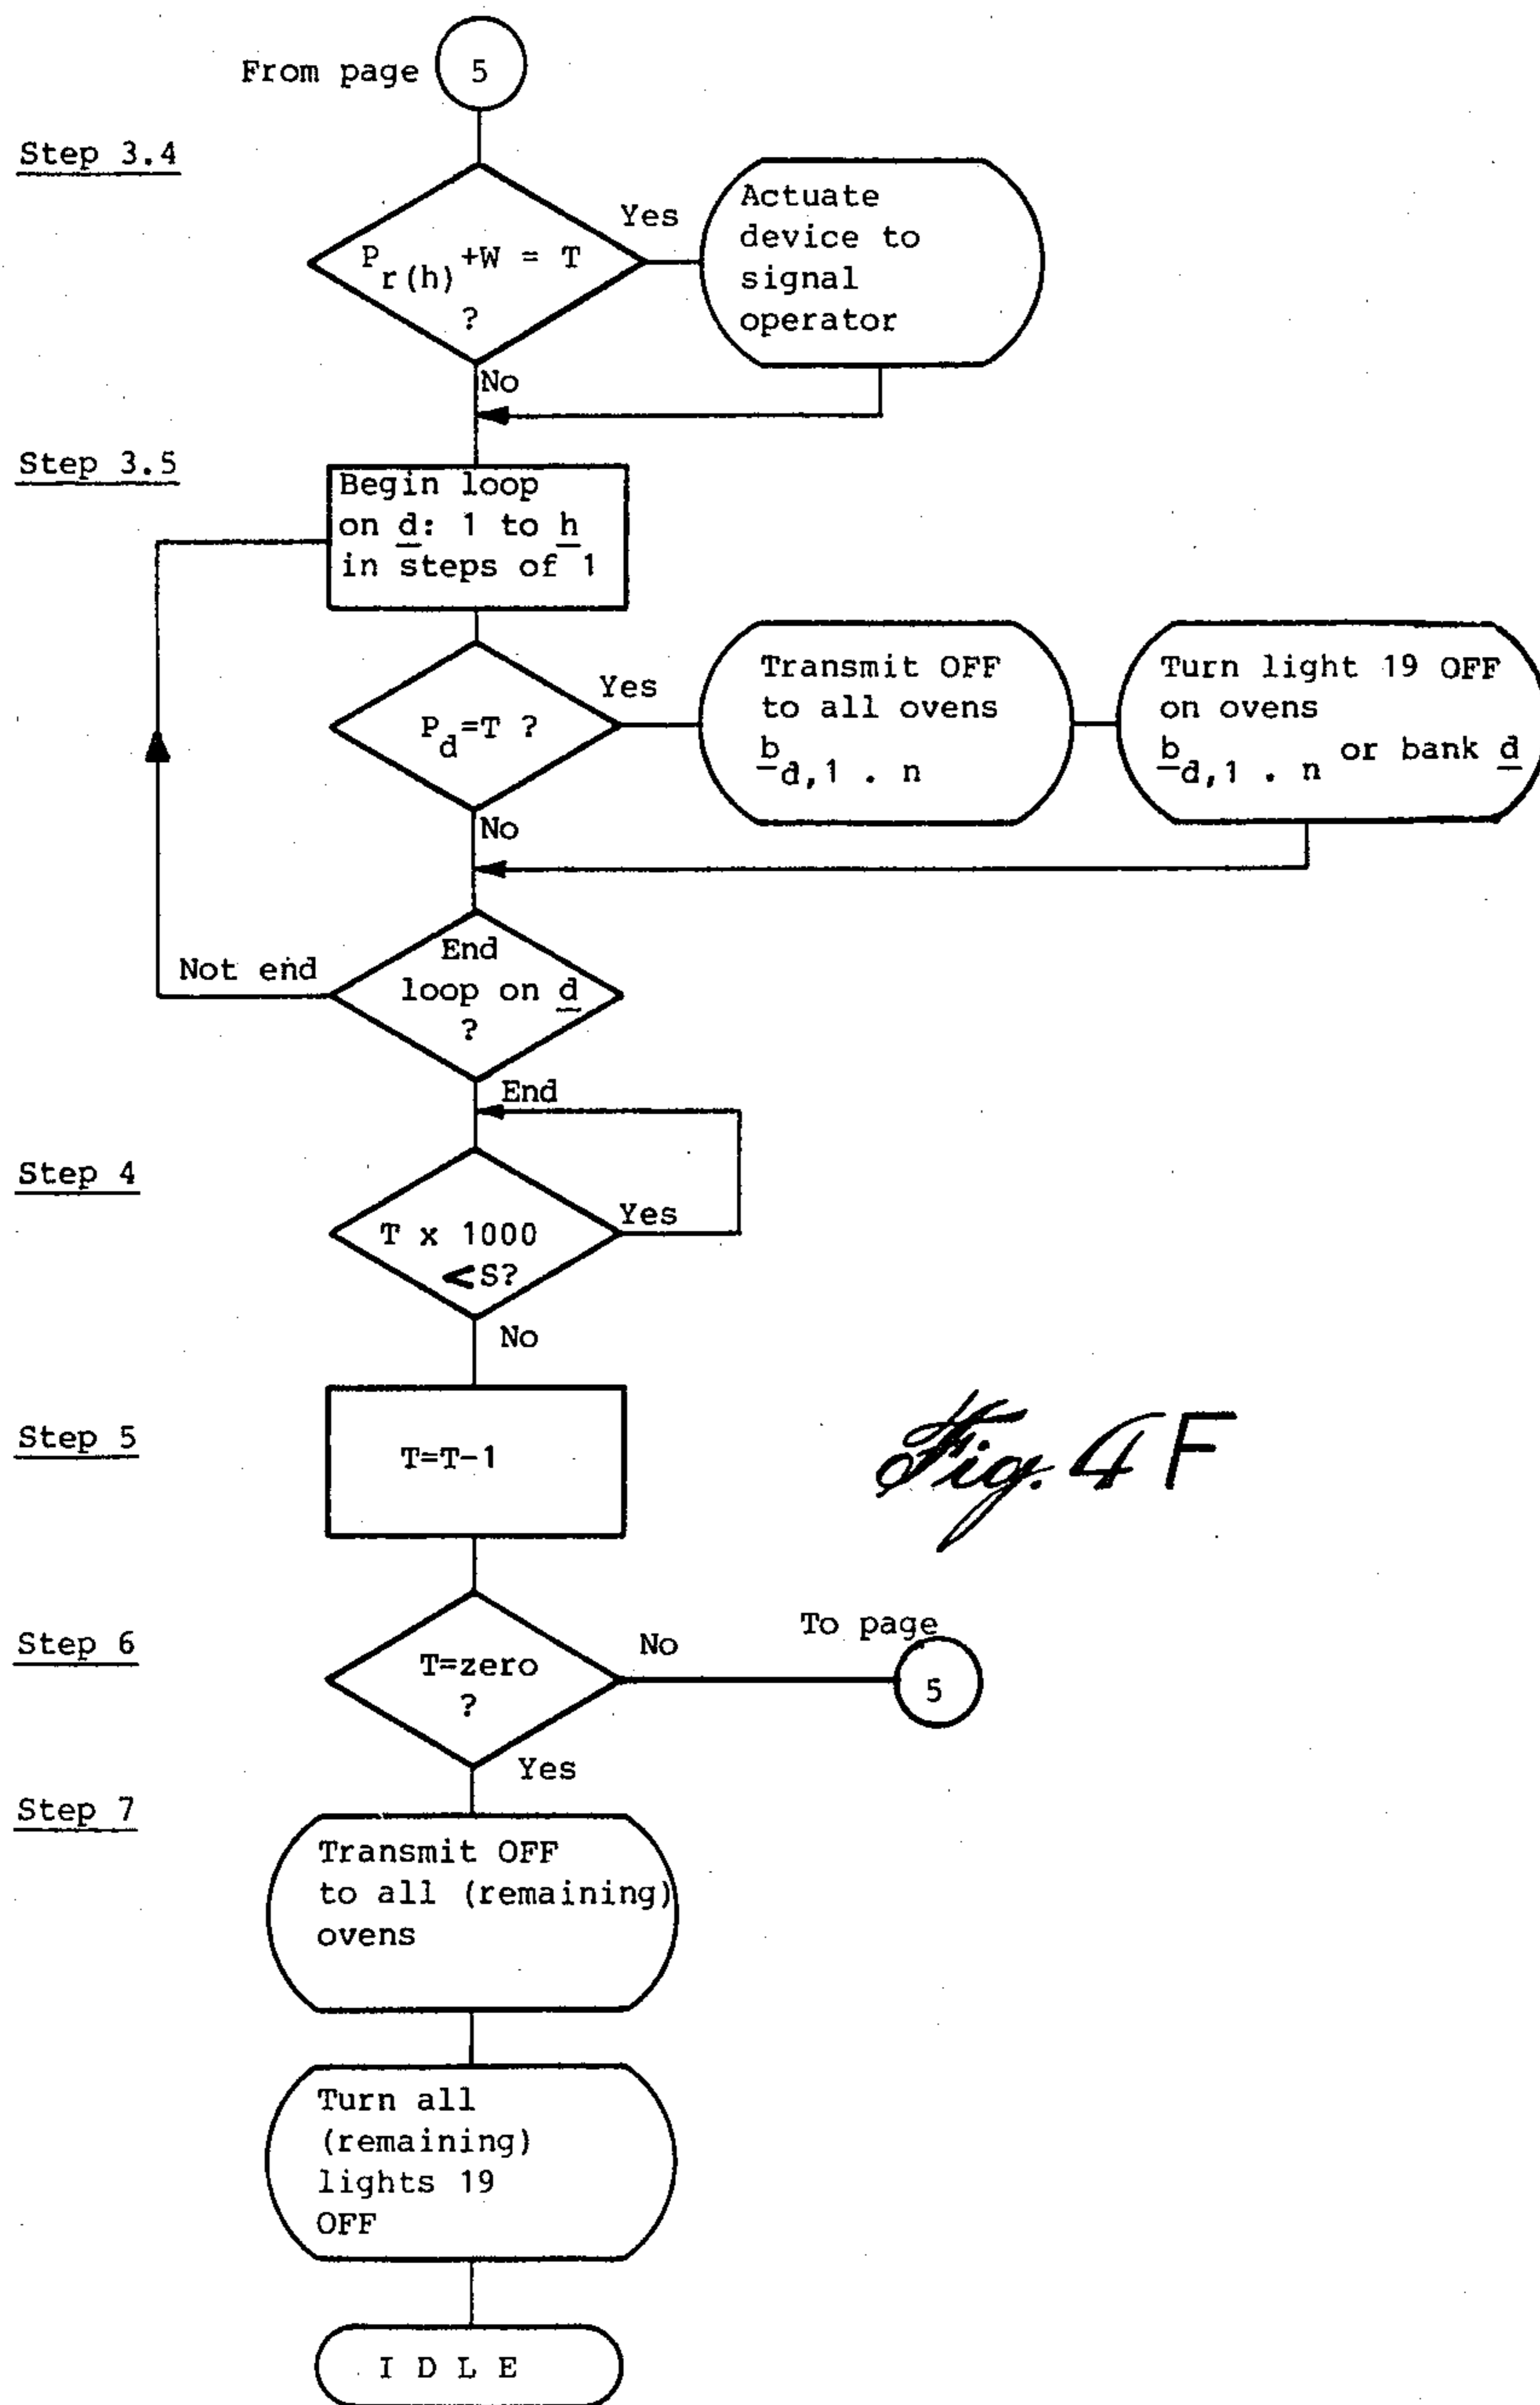 From page 5
Step 3.4
P r(h) +W = T
?
Yes
Actuate
device to
signal
operator
No
Step 3.5
Begin loop
on d: 1 to h
in steps of 1
P d =T ?
Yes
Transmit OFF
to all ovens
b d,1 . n
Turn light 19 OFF
on ovens
b d,1 . n or bank d
No
Not end
End
loop on d
?
End
Step 4
T x 1000
<S?
Yes
No
Step 5
T=T-1
Fig. 4F
Step 6
T=zero
?
No
To page
5
Yes
Step 7
Transmit OFF
to all (remaining)
ovens
Turn all
(remaining)
lights 19
OFF
I D L E